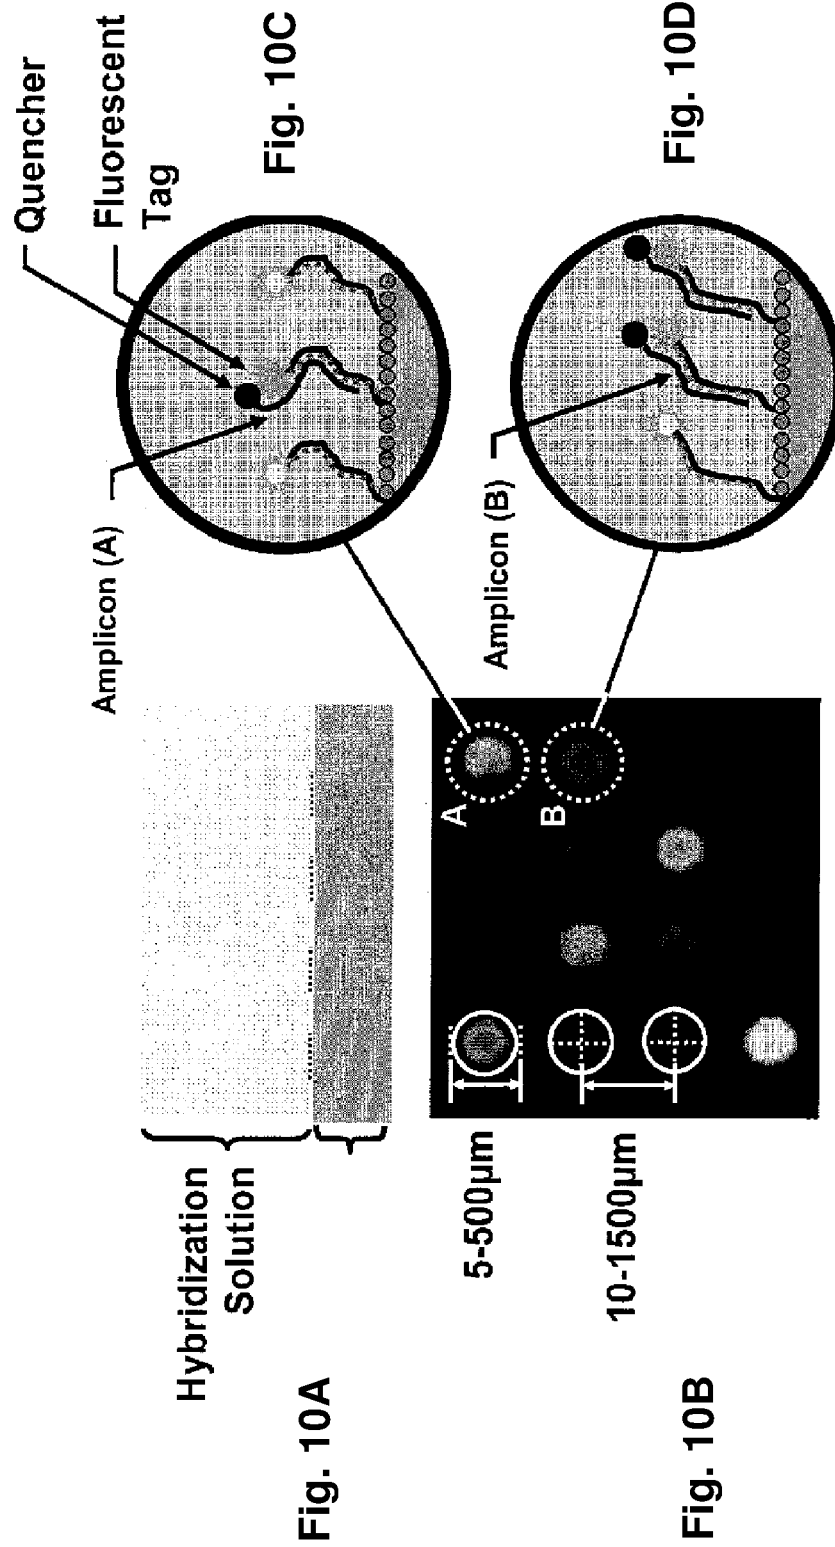 Quencher
Fluorescent
Tag
Fig. 10C
Amplicon (A)
Hybridization
Solution
Fig. 10A
Fig. 10D
Amplicon (B)
A
B
5-500µm
10-1500µm
Fig. 10B